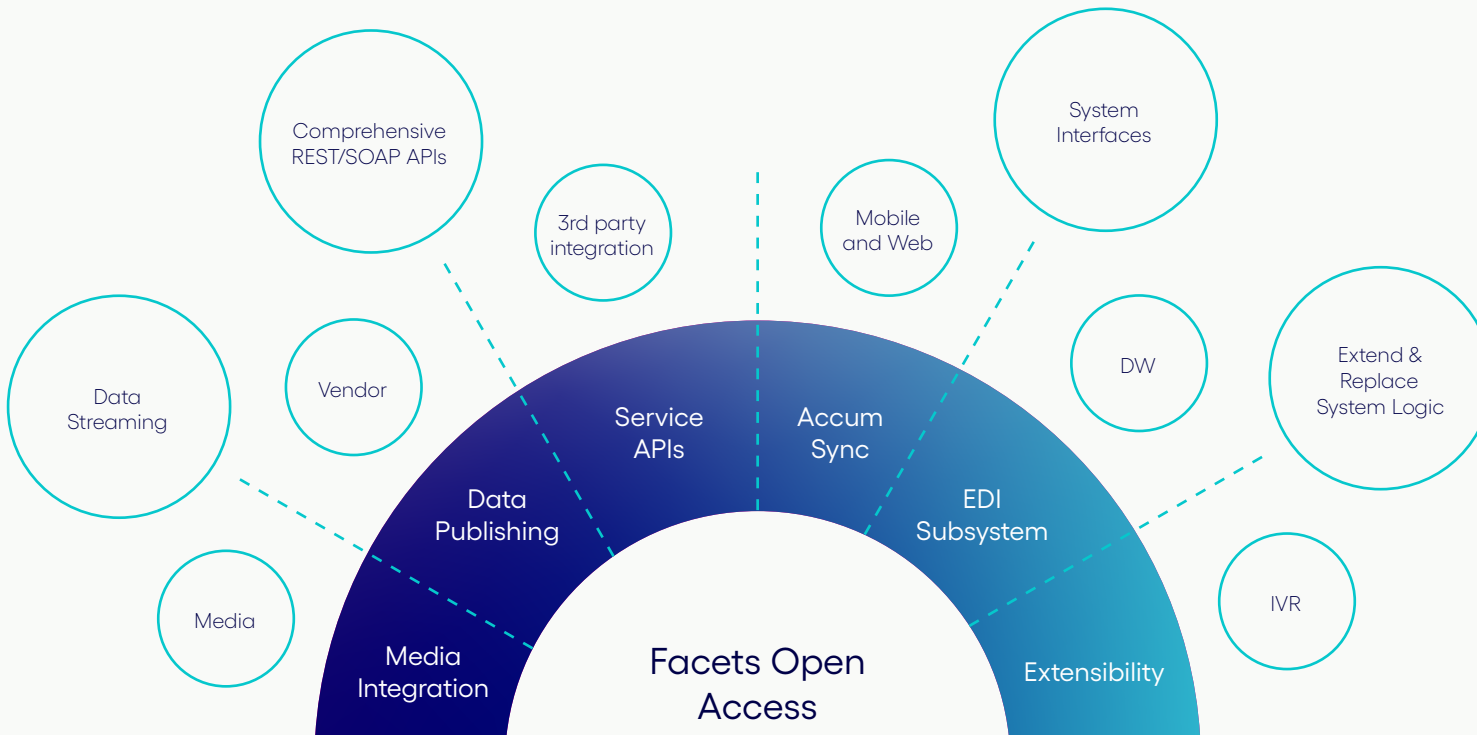 Comprehensive
REST/SOAP APIs
System
Interfaces
3rd party
integration
Mobile
and Web
Data
Streaming
Vendor
DW
Extend &
Replace
System Logic
Media
IVR
Media
Integration
Data
Publishing
Service
APIs
Accum
Sync
EDI
Subsystem
Extensibility
Facets Open
Access